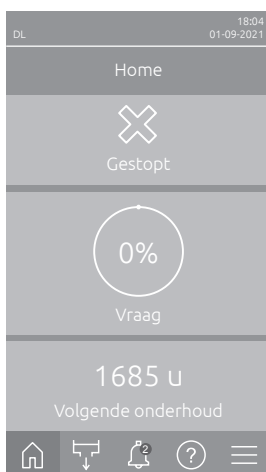 18:04
DL 01-09-2021
Home
Gestopt
0%
Vraag
1685 u
Volgende onderhoud
2
?